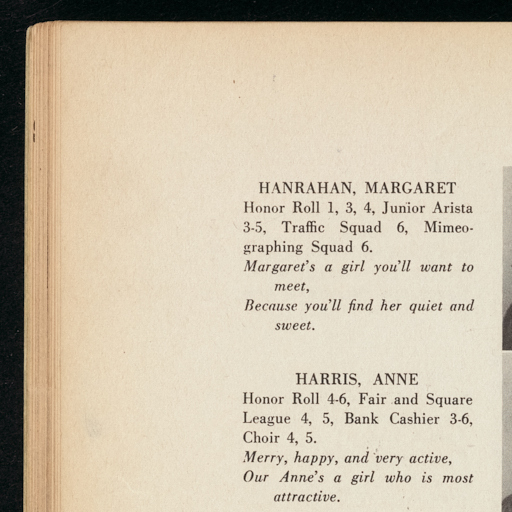 HANRAHAN, MARGARET
Honor Roll 1, 3, 4, Junior Arista
3-5, Traffic Squad 6, Mimeo-
graphing Squad 6.
Margaret's a girl you'll want to
meet,
Because you'll find her quiet and
sweet.
HARRIS, ANNE
Honor Roll 4-6, Fair and Square
League 4, 5, Bank Cashier 3-6,
Choir 4, 5.
Merry, happy, and very active,
Our Anne's a girl who is most
attractive.